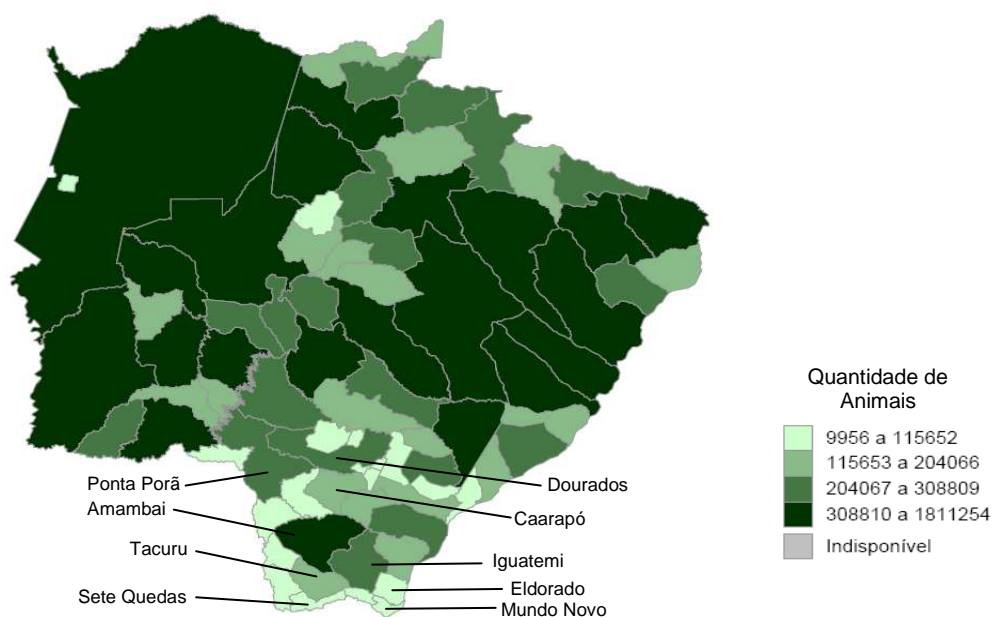 Ponta Porã
Amambai
Tacuru
Sete Quedas
Dourados
Caarapó
Iguatemi
Eldorado
Mundo Novo
Quantidade de
Animais
9956 a 115652
115653 a 204066
204067 a 308809
308810 a 1811254
Indisponível